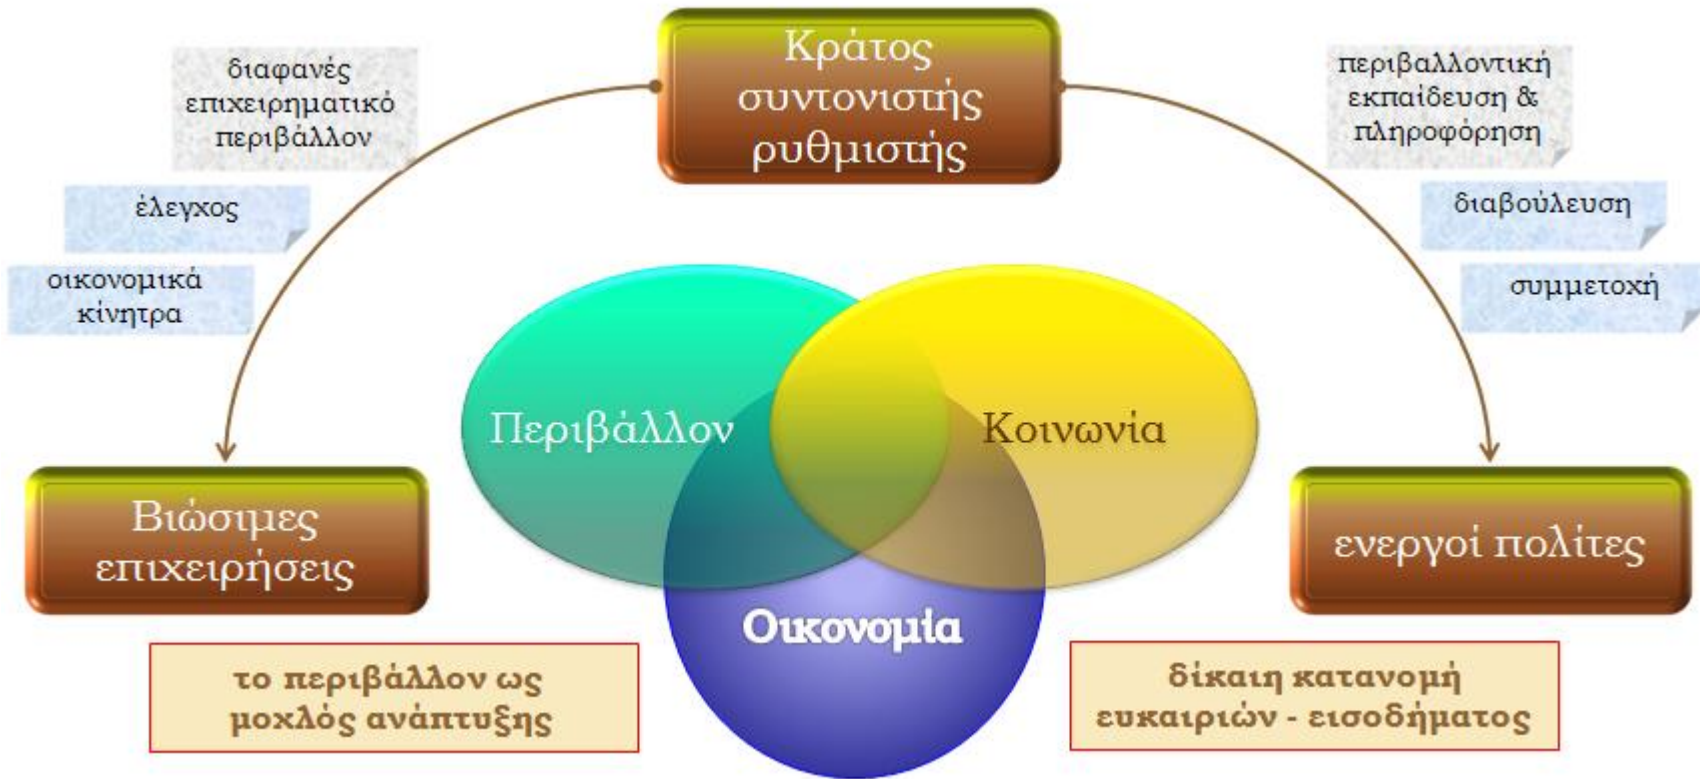 Κράτος
συντονιστής
ρυθμιστής
διαφανές
επιχειρηματικό
περιβάλλον
έλεγχος
οικονομικά
κίνητρα
περιβαλλοντική
εκπαίδευση &
πληροφόρηση
διαβούλευση
συμμετοχή
Περιβάλλον
Κοινωνία
Οικονομία
Βιώσιμες
επιχειρήσεις
ενεργοί πολίτες
το περιβάλλον ως
μοχλός ανάπτυξης
δίκαιη κατανομή
ευκαιριών - εισοδήματος